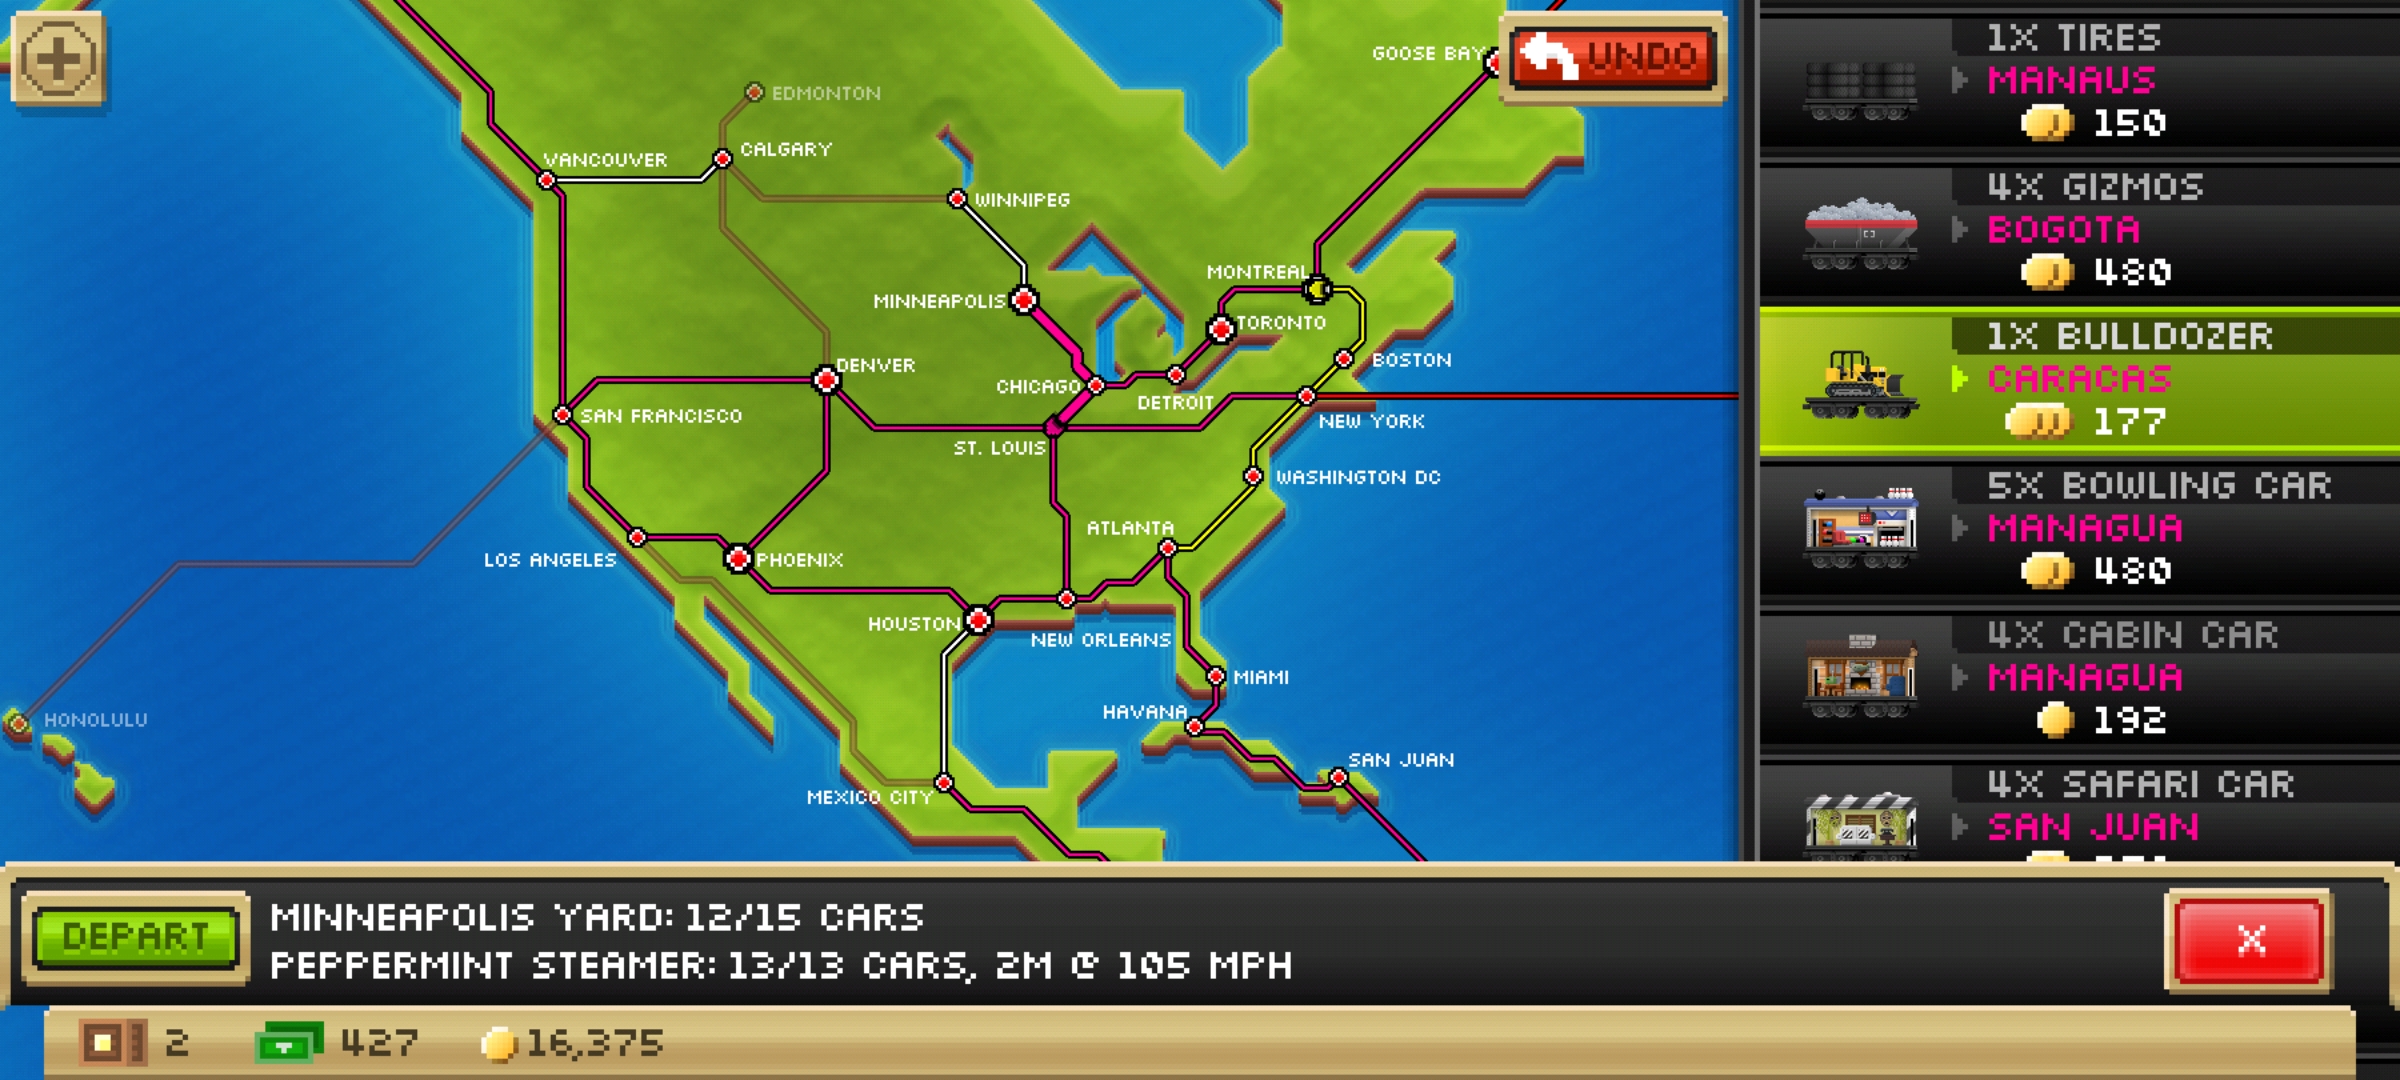 GOOSE BAY
UNDO
EDMONTON
CALGARY
VANCOUVER
WINNIPEG
MONTREAL
MINNEAPOLIS
TORONTO
BOSTON
DENVER
CHICAGO
DETROIT
SAN FRANCISCO
NEW YORK
ST. LOUIS
WASHINGTON DC
ATLANTA
LOS ANGELES
PHOENIX
HOUSTON
NEW ORLEANS
MIAMI
HAVANA
HONOLULU
SAN JUAN
MEXICO CITY
1X TIRES
MANAUS
150
4X GIZMOS
BOGOTA
480
1X BULLDOZER
CARACAS
177
5X BOWLING CAR
MANAGUA
480
4X CABIN CAR
MANAGUA
192
4X SAFARI CAR
SAN JUAN
DEPART
MINNEAPOLIS YARD: 12/15 CARS
PEPPERMINT STEAMER: 13/13 CARS, 2M @ 105 MPH
X
2
427
16,375